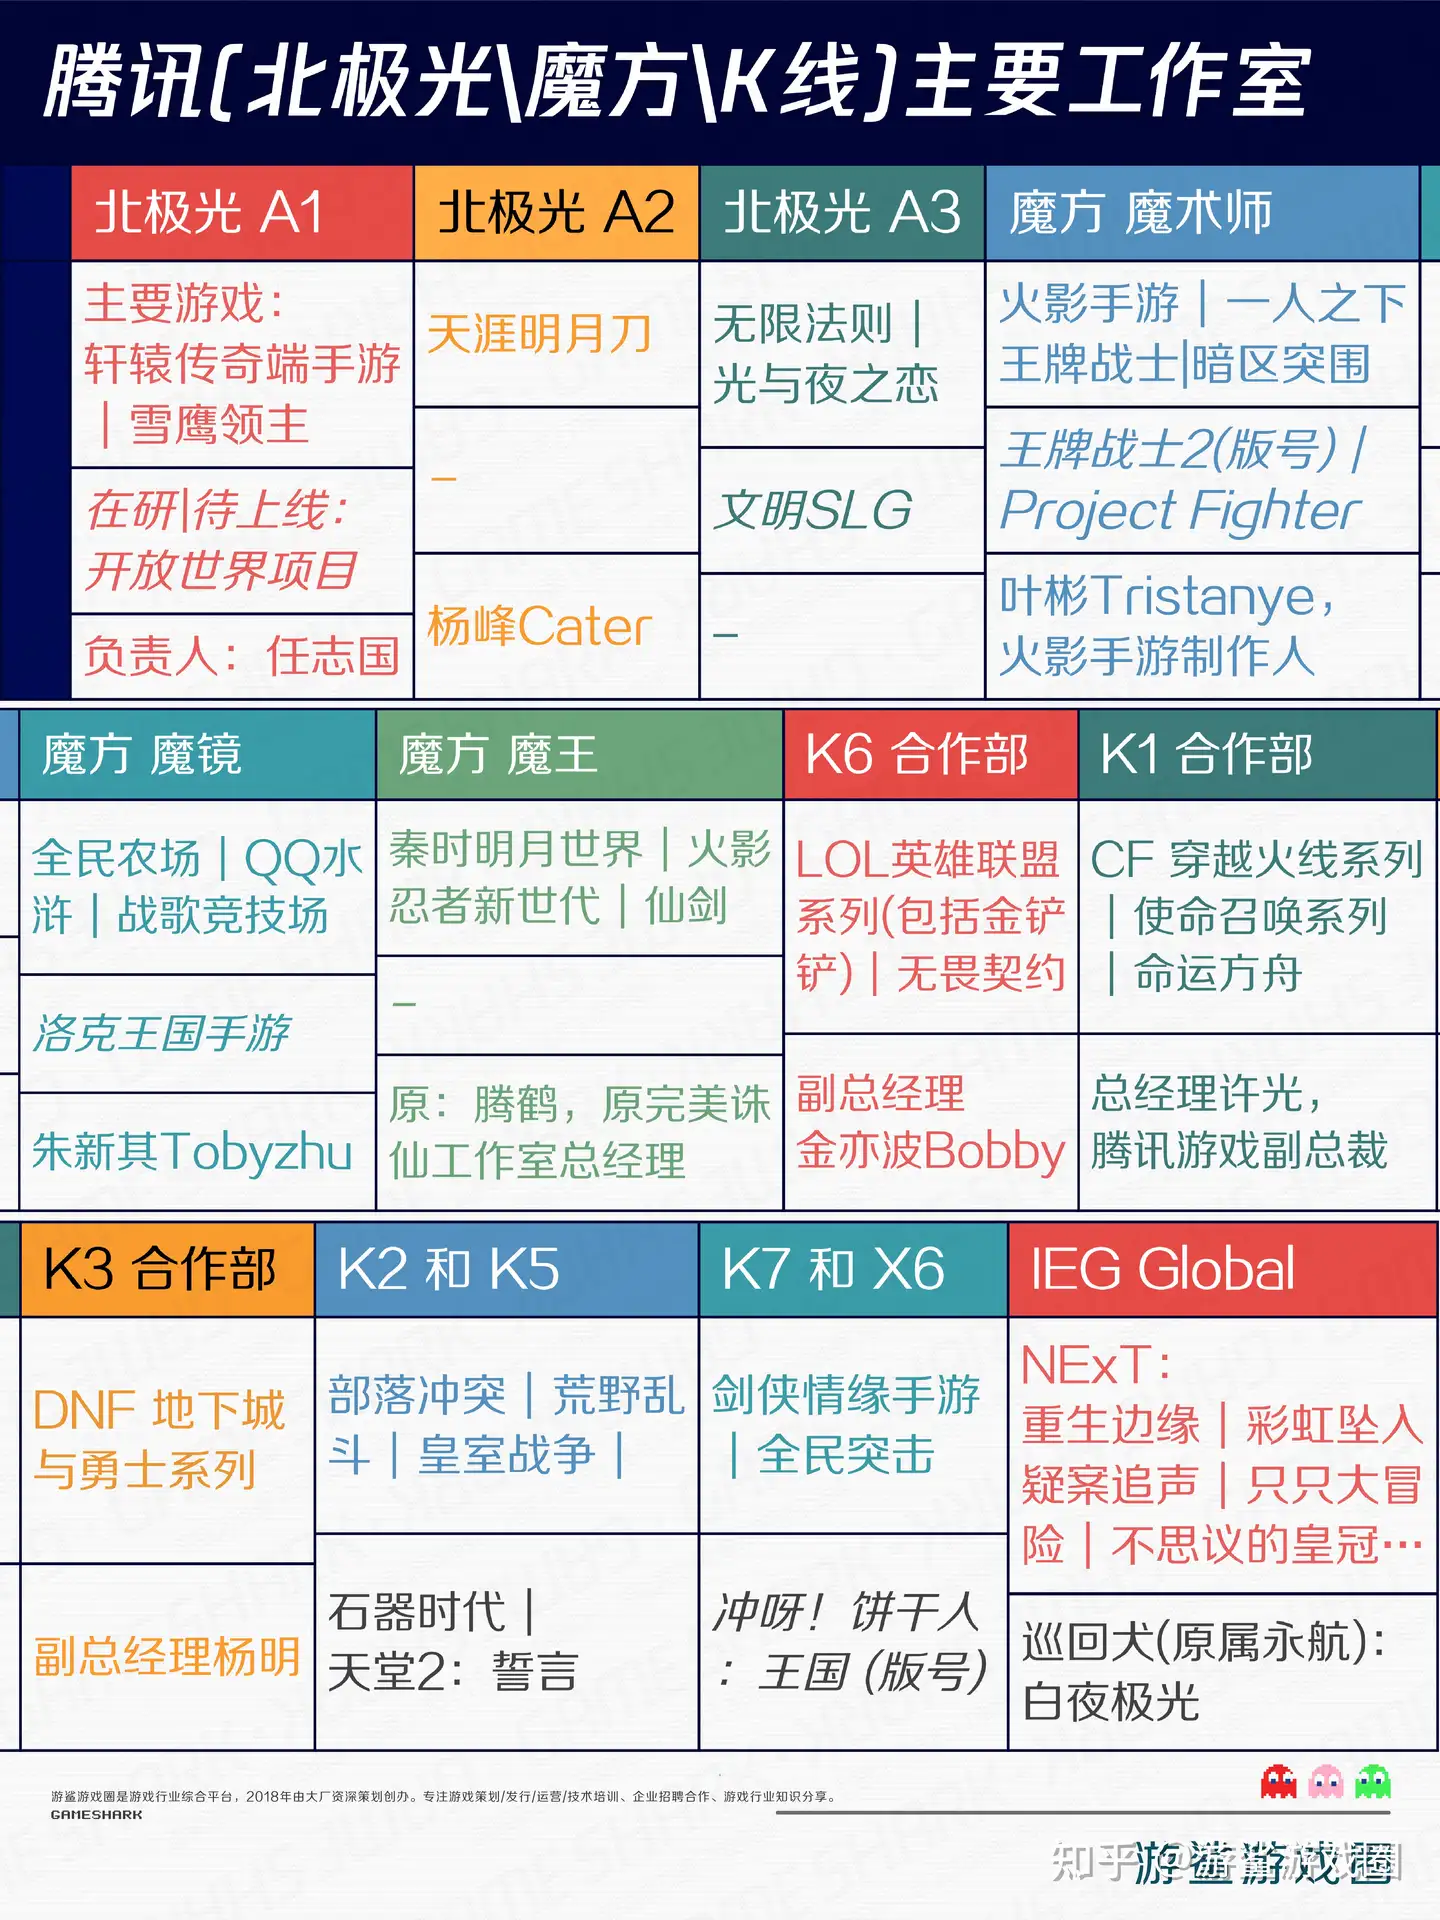 腾讯(北极光\魔方\K线)主要工作室
北极光 A1
主要游戏：
轩辕传奇端手游
｜雪鹰领主
在研|待上线：
开放世界项目
负责人：任志国
北极光 A2
天涯明月刀
–
杨峰Cater
北极光 A3
无限法则｜
光与夜之恋
文明SLG
–
魔方 魔术师
火影手游｜一人之下
王牌战士|暗区突围
王牌战士2(版号)｜
Project Fighter
叶彬Tristanye，
火影手游制作人
魔方 魔镜
全民农场｜QQ水
浒｜战歌竞技场
洛克王国手游
朱新其Tobyzhu
魔方 魔王
秦时明月世界｜火影
忍者新世代｜仙剑
–
原：腾鹤，原完美诛
仙工作室总经理
K6 合作部
LOL英雄联盟
系列(包括金铲
铲)｜无畏契约
副总经理
金亦波Bobby
K1 合作部
CF 穿越火线系列
｜使命召唤系列
｜命运方舟
总经理许光，
腾讯游戏副总裁
K3 合作部
DNF 地下城
与勇士系列
副总经理杨明
K2 和 K5
部落冲突｜荒野乱
斗｜皇室战争｜
石器时代｜
天堂2：誓言
K7 和 X6
剑侠情缘手游
｜全民突击
冲呀！饼干人
：王国 (版号)
IEG Global
NExT：
重生边缘｜彩虹坠入
疑案追声｜只只大冒
险｜不思议的皇冠…
巡回犬(原属永航)：
白夜极光
游鲨游戏圈是游戏行业综合平台，2018年由大厂资深策划创办。专注游戏策划/发行/运营/技术培训、企业招聘合作、游戏行业知识分享。
GAMESHARK
游鲨游戏圈
知乎 @游鲨游戏圈